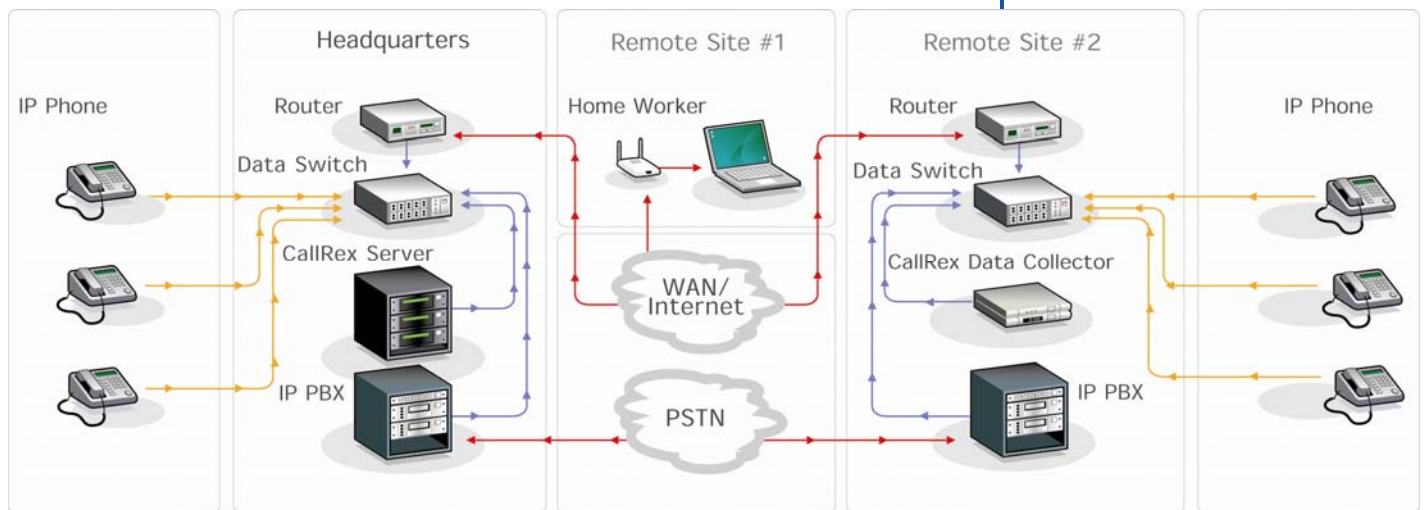 Headquarters
Remote Site #1
Remote Site #2
IP Phone
Router
Home Worker
Router
IP Phone
Data Switch
Data Switch
CallRex Server
CallRex Data Collector
WAN/
Internet
IP PBX
PSTN
IP PBX